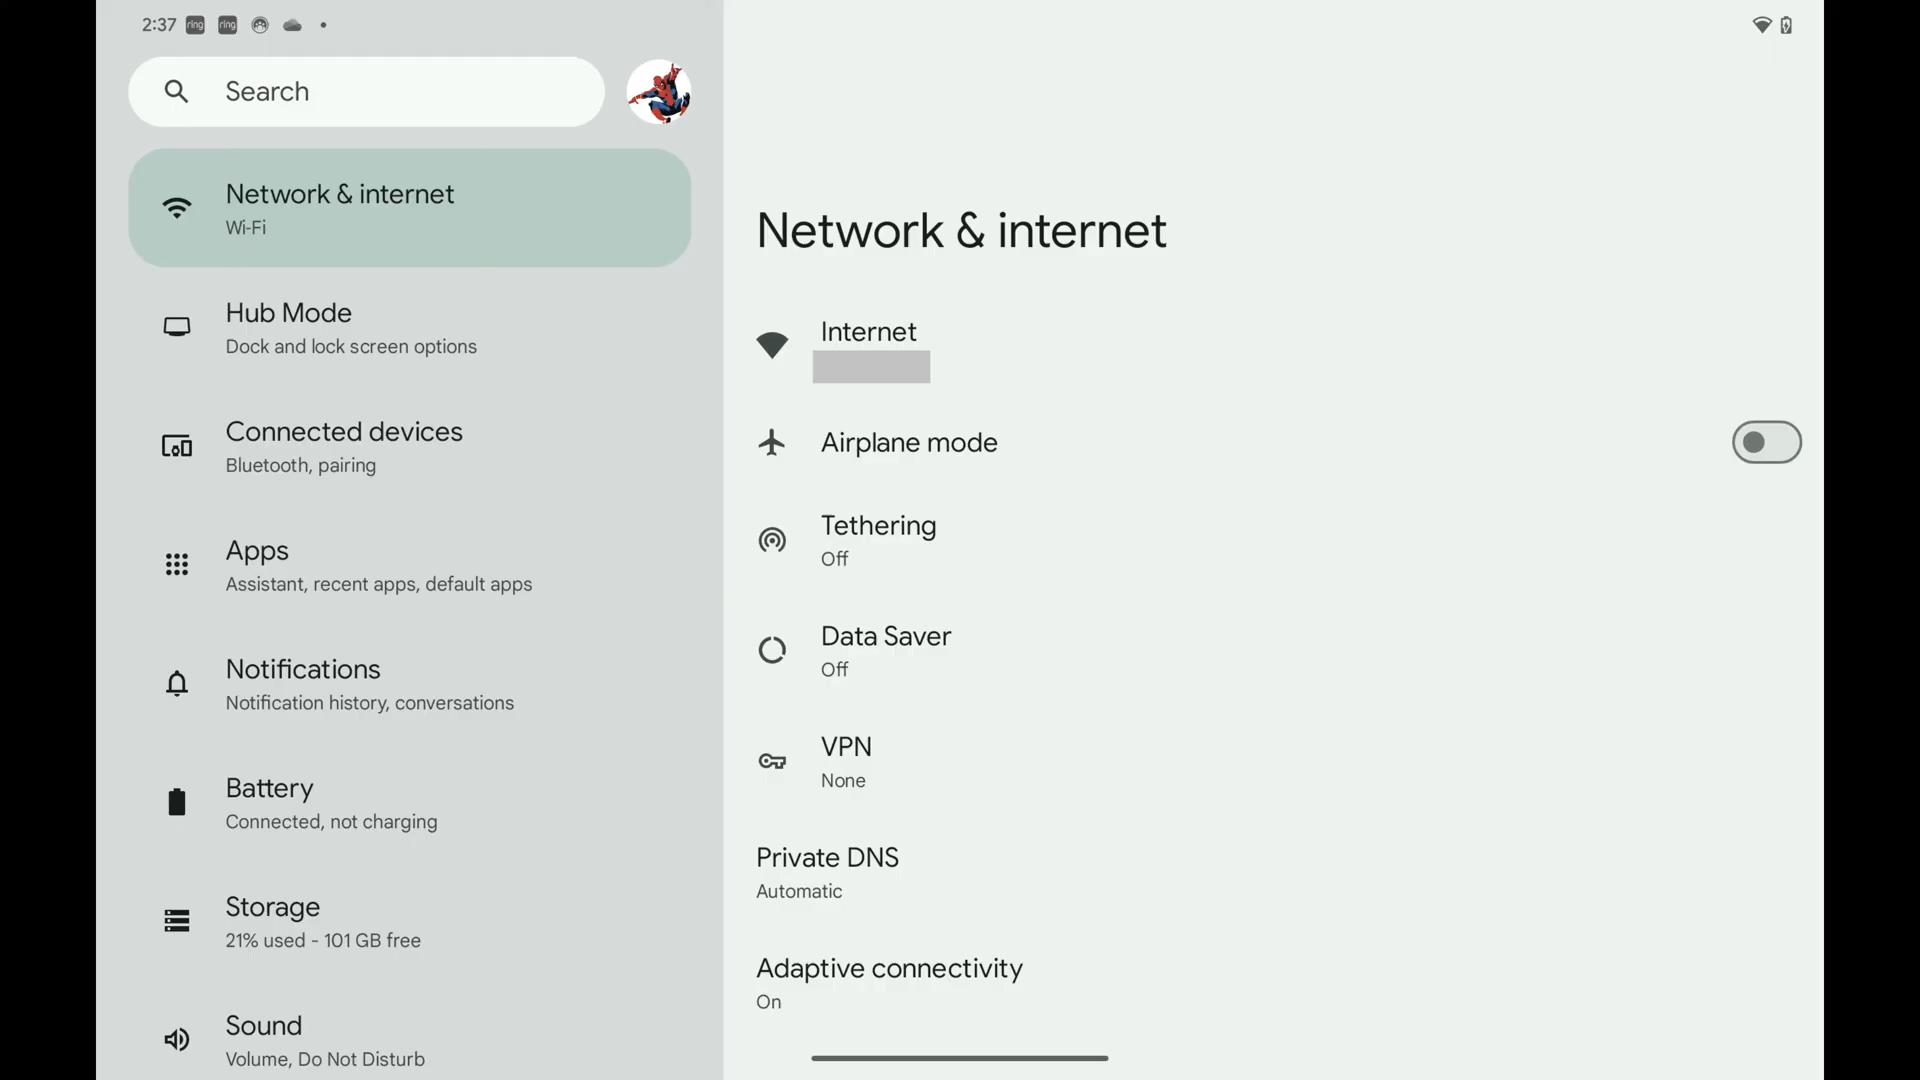 2:37
ring
ring
Search
Network & internet
Wi-Fi
Hub Mode
Dock and lock screen options
Connected devices
Bluetooth, pairing
Apps
Assistant, recent apps, default apps
Notifications
Notification history, conversations
Battery
Connected, not charging
Storage
21% used - 101 GB free
Sound
Volume, Do Not Disturb
Network & internet
Internet
Airplane mode
Tethering
Off
Data Saver
Off
VPN
None
Private DNS
Automatic
Adaptive connectivity
On